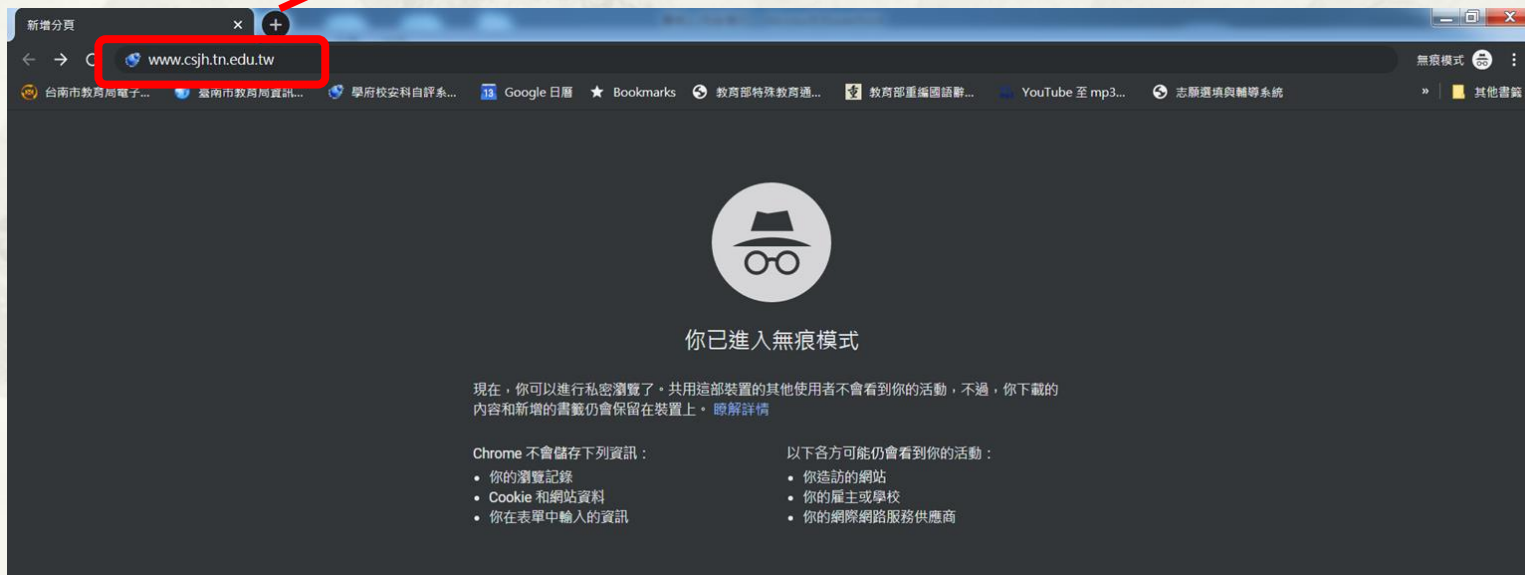 新增分頁
www.csjh.tn.edu.tw
無痕模式
台南市教育局電子...
臺南市教育局資訊...
學府校安科自評系...
13 Google 日曆
Bookmarks
教育部特殊教育通...
教育部重編國語辭...
YouTube 至 mp3...
志願選填與輔導系統
»
其他書籤
你已進入無痕模式
現在，你可以進行私密瀏覽了。共用這部裝置的其他使用者不會看到你的活動，不過，你下載的
內容和新增的書籤仍會保留在裝置上。瞭解詳情
Chrome 不會儲存下列資訊：
• 你的瀏覽記錄
• Cookie 和網站資料
• 你在表單中輸入的資訊
以下各方可能仍會看到你的活動：
• 你造訪的網站
• 你的雇主或學校
• 你的網際網路服務供應商